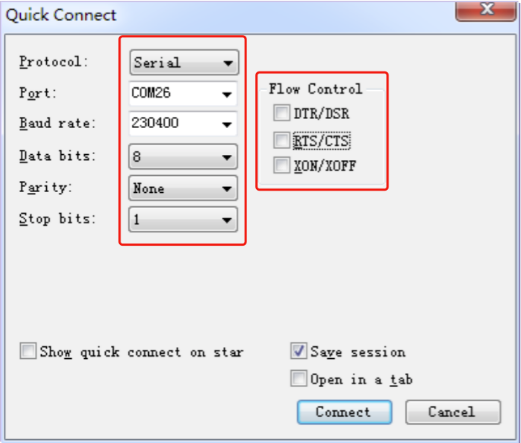 Quick Connect
Protocol: Serial
Port: COM26
Baud rate: 230400
Data bits: 8
Parity: None
Stop bits: 1
Flow Control
DTR/DSR
RTS/CTS
XON/XOFF
Show quick connect on star
Save session
Open in a tab
Connect
Cancel